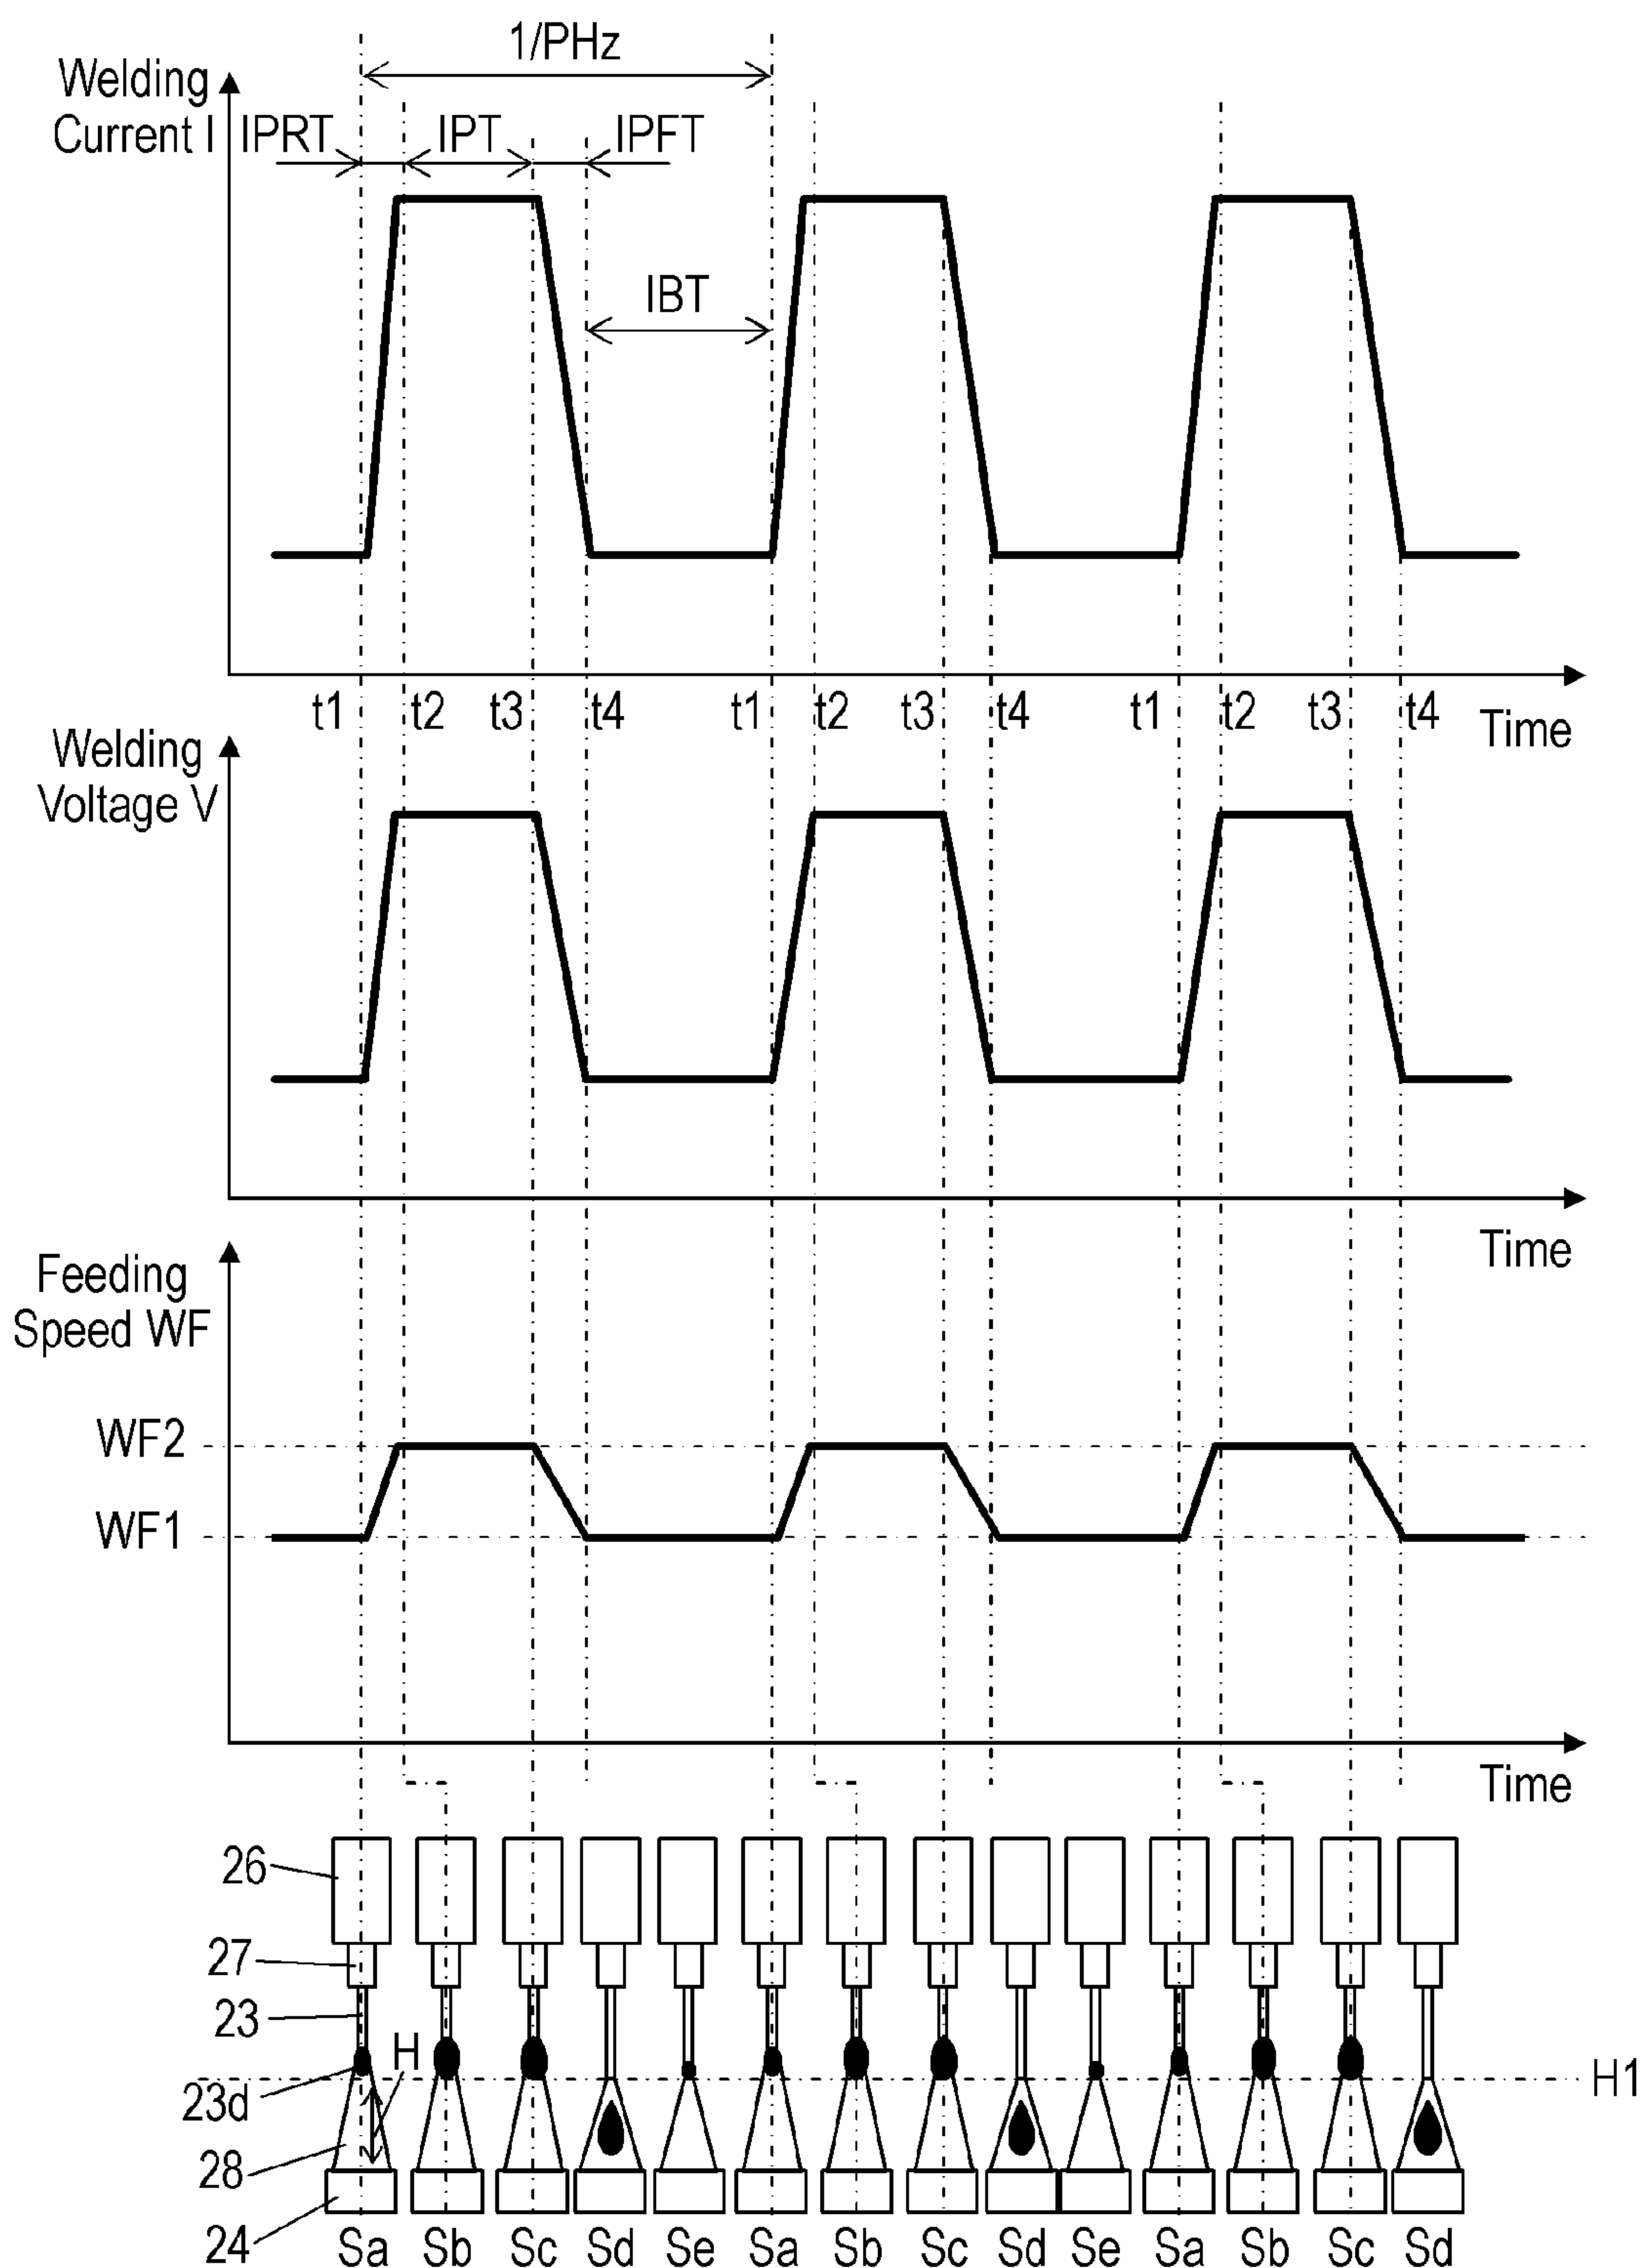 1/PHz
Welding
Current I
IPRT
IPT
IPFT
IBT
t1 t2 t3 t4 t1 t2 t3 t4 t1 t2 t3 t4
Time
Welding
Voltage V
Time
Feeding
Speed WF
WF2
WF1
Time
26
27
23
H
23d
H1
28
24
Sa Sb Sc Sd Se Sa Sb Sc Sd Se Sa Sb Sc Sd